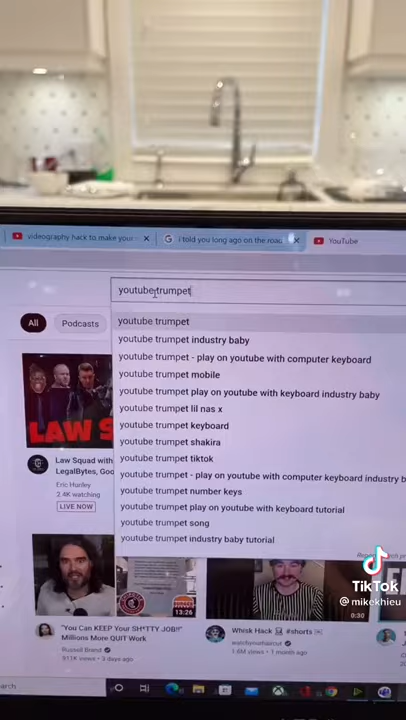 videography hack to make your
i told you long ago on the road
YouTube
youtube trumpet
All
Podcasts
youtube trumpet
youtube trumpet industry baby
youtube trumpet - play on youtube with computer keyboard
youtube trumpet mobile
youtube trumpet play on youtube with keyboard industry baby
youtube trumpet lil nas x
youtube trumpet keyboard
youtube trumpet shakira
youtube trumpet tiktok
youtube trumpet - play on youtube with computer keyboard industry b
youtube trumpet number keys
youtube trumpet play on youtube with keyboard tutorial
youtube trumpet song
youtube trumpet industry baby tutorial
LAW S
Law Squad with
LegalBytes, Goo
Eric Hunley
2.4K watching
LIVE NOW
13:26
0:30
"You Can KEEP Your SH*TTY JOB!!"
Millions More QUIT Work
Russell Brand
911K views • 3 days ago
Whisk Hack
#shorts
1.6M views • 1 month ago
TikTok
@mikekhieu
arch